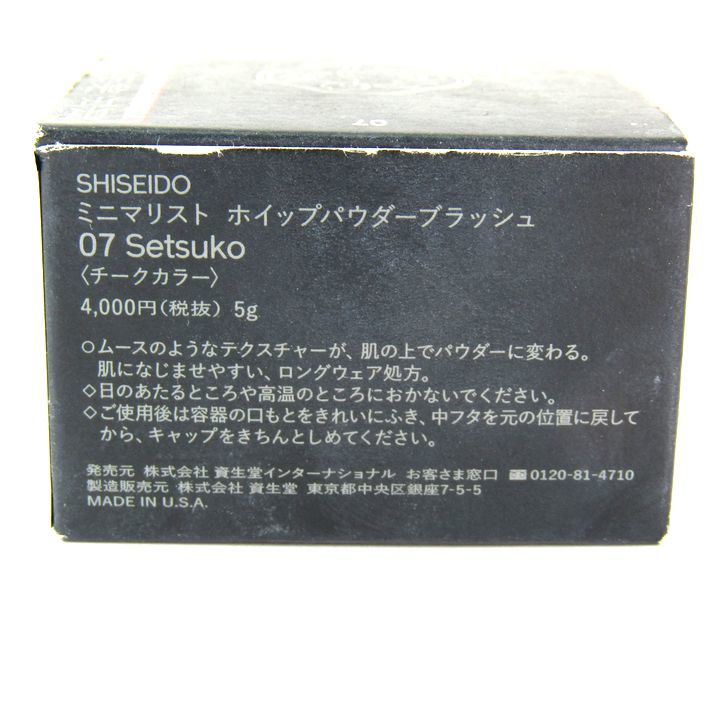 07
SHISEIDO
ミニマリスト ホイップパウダーブラッシュ
07 Setsuko
〈チークカラー〉
4,000円(税抜) 5g
○ムースのようなテクスチャーが、肌の上でパウダーに変わる。
肌になじませやすい、ロングウェア処方。
◇日のあたるところや高温のところにおかないでください。
◇ご使用後は容器の口もとをきれいにふき、中フタを元の位置に戻して
から、キャップをきちんとしめてください。
発売元 株式会社 資生堂インターナショナル お客さま窓口 0120-81-4710
製造販売元 株式会社 資生堂 東京都中央区銀座7-5-5
MADE IN U.S.A.